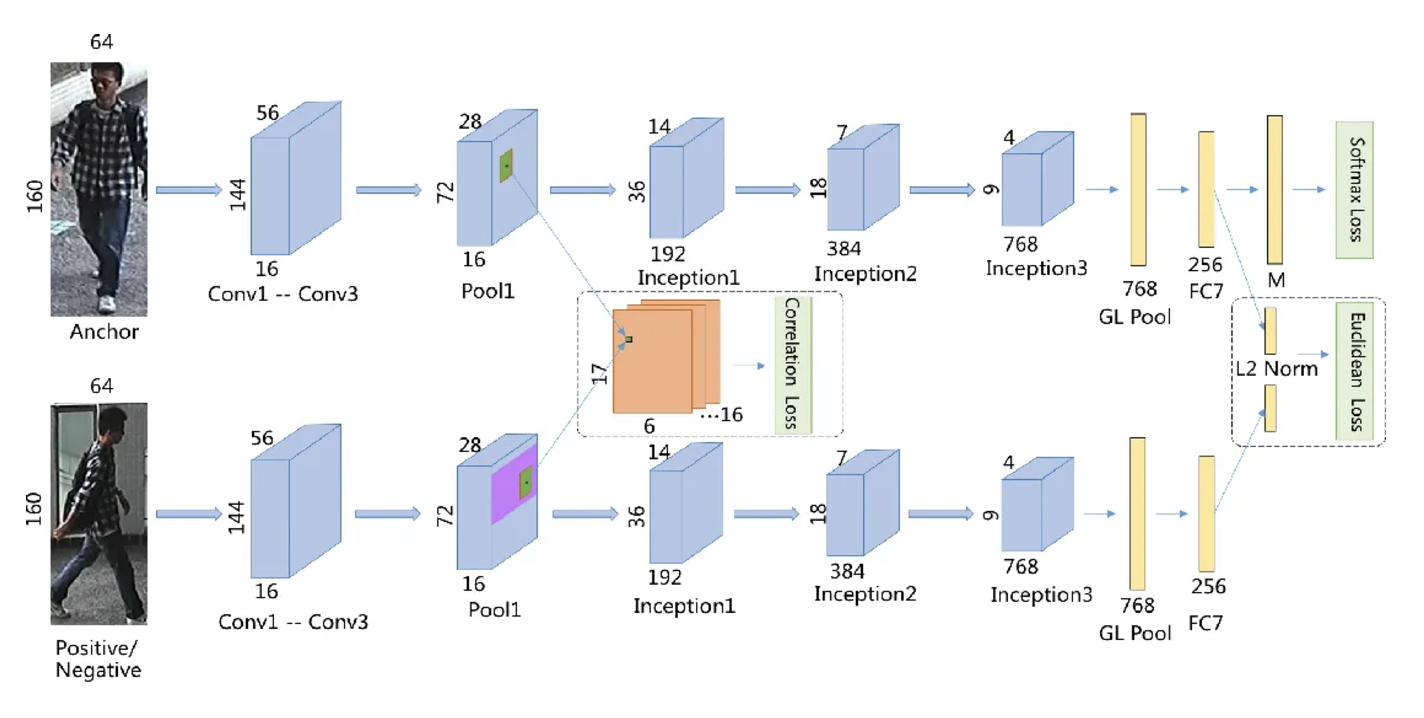 64
160
Anchor
56
144
16
Conv1 -- Conv3
28
72
16
Pool1
14
36
192
Inception1
7
18
384
Inception2
4
9
768
Inception3
768
GL Pool
256
FC7
M
Softmax Loss
17
6
...16
Correlation Loss
L2 Norm
Euclidean Loss
64
160
Positive/
Negative
56
144
16
Conv1 -- Conv3
28
72
16
Pool1
14
36
192
Inception1
7
18
384
Inception2
4
9
768
Inception3
768
GL Pool
256
FC7